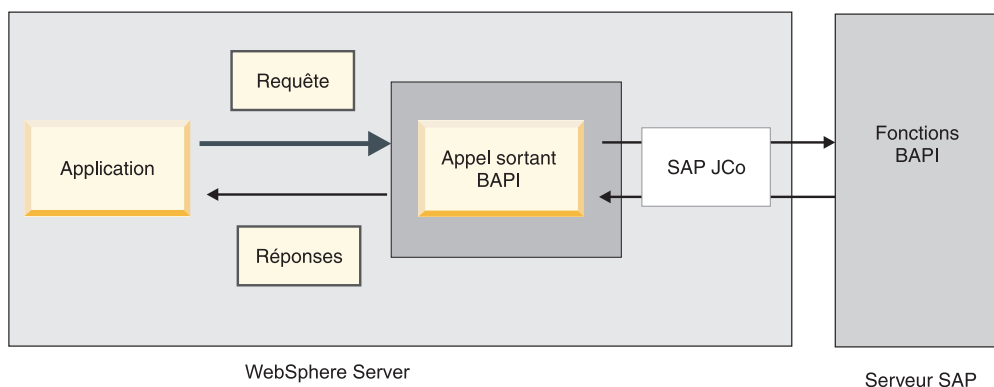 Requête
Application
Appel sortant
BAPI
SAP JCo
Fonctions
BAPI
Réponses
WebSphere Server
Serveur SAP